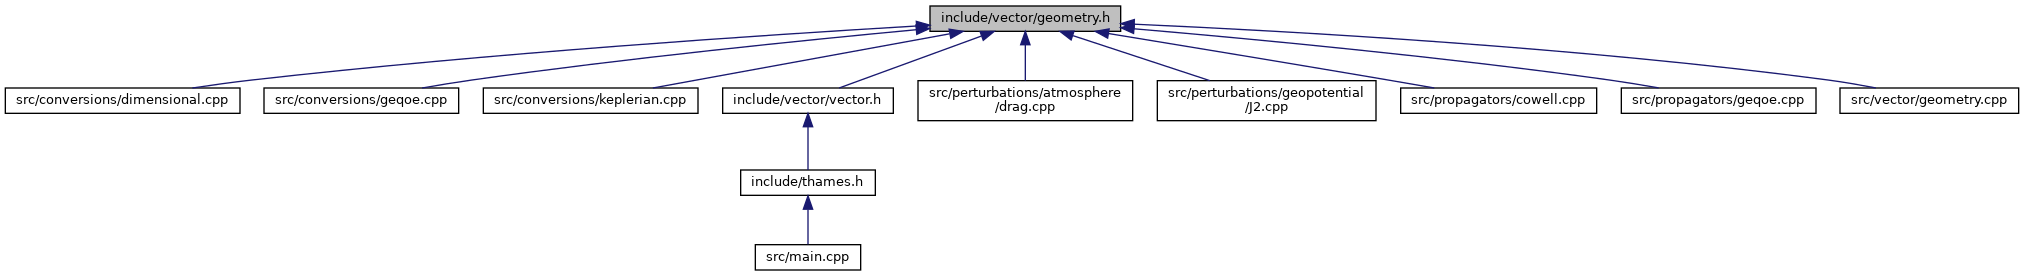 include/vector/geometry.h
src/conversions/dimensional.cpp
src/conversions/geqoe.cpp
src/conversions/keplerian.cpp
include/vector/vector.h
src/perturbations/atmosphere
/drag.cpp
src/perturbations/geopotential
/J2.cpp
src/propagators/cowell.cpp
src/propagators/geqoe.cpp
src/vector/geometry.cpp
include/thames.h
src/main.cpp